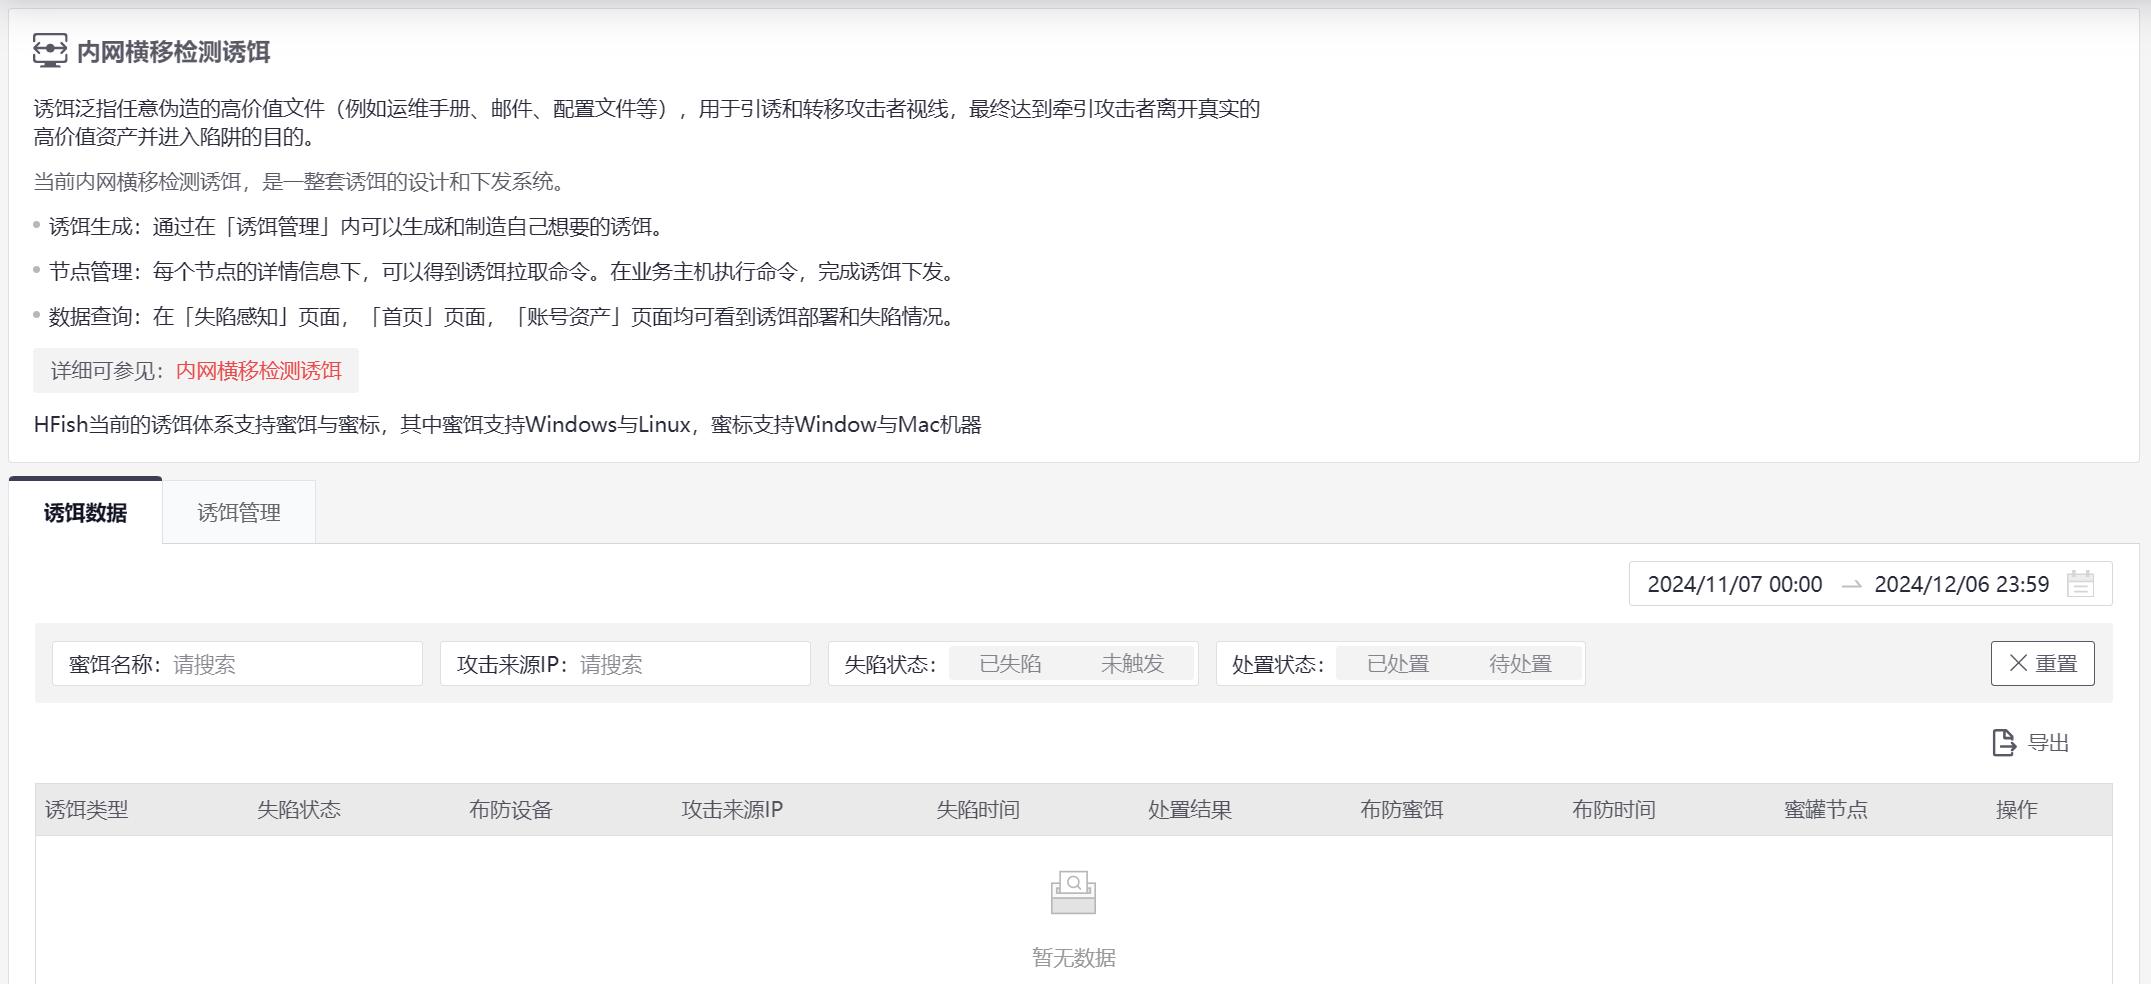 内网横移检测诱饵
诱饵泛指任意伪造的高价值文件（例如运维手册、邮件、配置文件等），用于引诱和转移攻击者视线，最终达到牵引攻击者离开真实的
高价值资产并进入陷阱的目的。
当前内网横移检测诱饵，是一整套诱饵的设计和下发系统。
诱饵生成：通过在「诱饵管理」内可以生成和制造自己想要的诱饵。
节点管理：每个节点的详情信息下，可以得到诱饵拉取命令。在业务主机执行命令，完成诱饵下发。
数据查询：在「失陷感知」页面，「首页」页面，「账号资产」页面均可看到诱饵部署和失陷情况。
详细可参见：内网横移检测诱饵
HFish当前的诱饵体系支持蜜饵与蜜标，其中蜜饵支持Windows与Linux，蜜标支持Window与Mac机器
诱饵数据 诱饵管理
2024/11/07 00:00 → 2024/12/06 23:59
蜜饵名称：请搜索 攻击来源IP：请搜索 失陷状态： 已失陷 未触发 处置状态： 已处置 待处置 重置
导出
诱饵类型 失陷状态 布防设备 攻击来源IP 失陷时间 处置结果 布防蜜饵 布防时间 蜜罐节点 操作
暂无数据